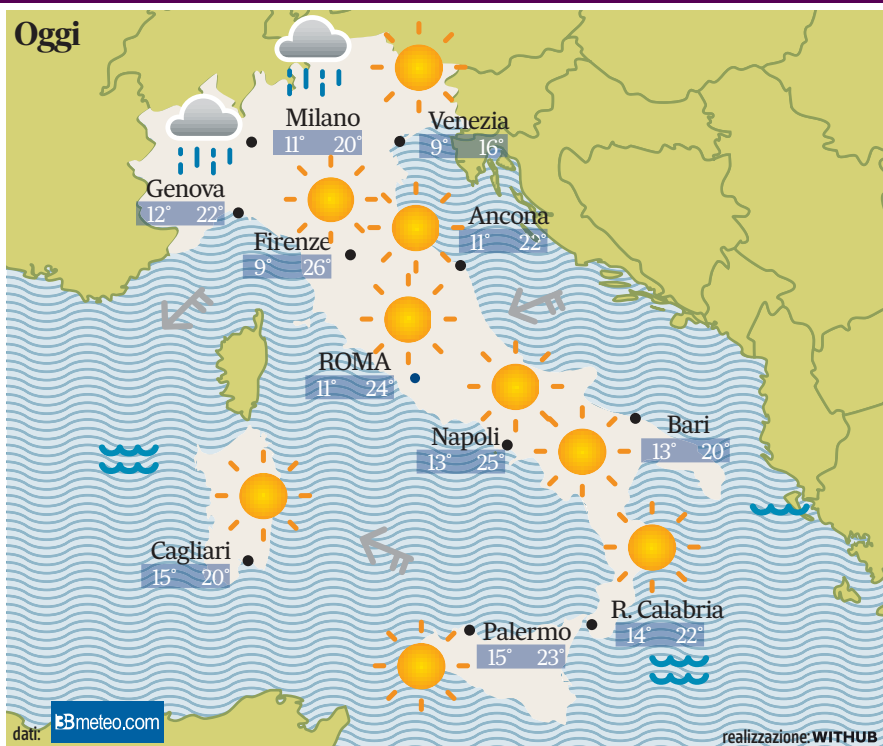 Oggi
Milano
11° 20°
Venezia
9° 16°
Genova
12° 22°
Ancona
11° 22°
Firenze
9° 26°
ROMA
11° 24°
Napoli
13° 25°
Bari
13° 20°
Cagliari
15° 20°
R. Calabria
14° 22°
Palermo
15° 23°
dati: 3Bmeteo.com
realizzazione: WITHUB